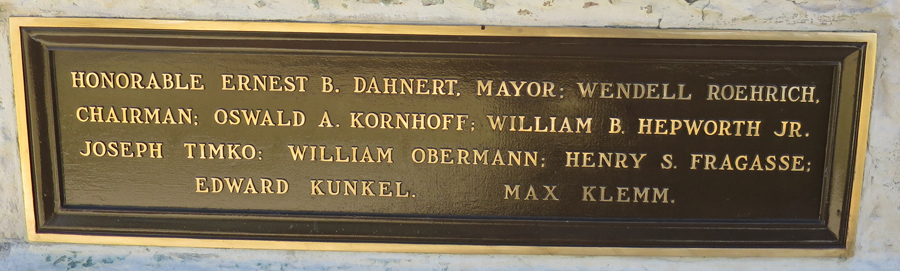 HONORABLE ERNEST B. DAHNERT, MAYOR; WENDELL ROEHRICH,
CHAIRMAN; OSWALD A. KORNHOFF; WILLIAM B. HEPWORTH JR.
JOSEPH TIMKO; WILLIAM OBERMANN; HENRY S. FRAGASSE;
EDWARD KUNKEL. MAX KLEMM.